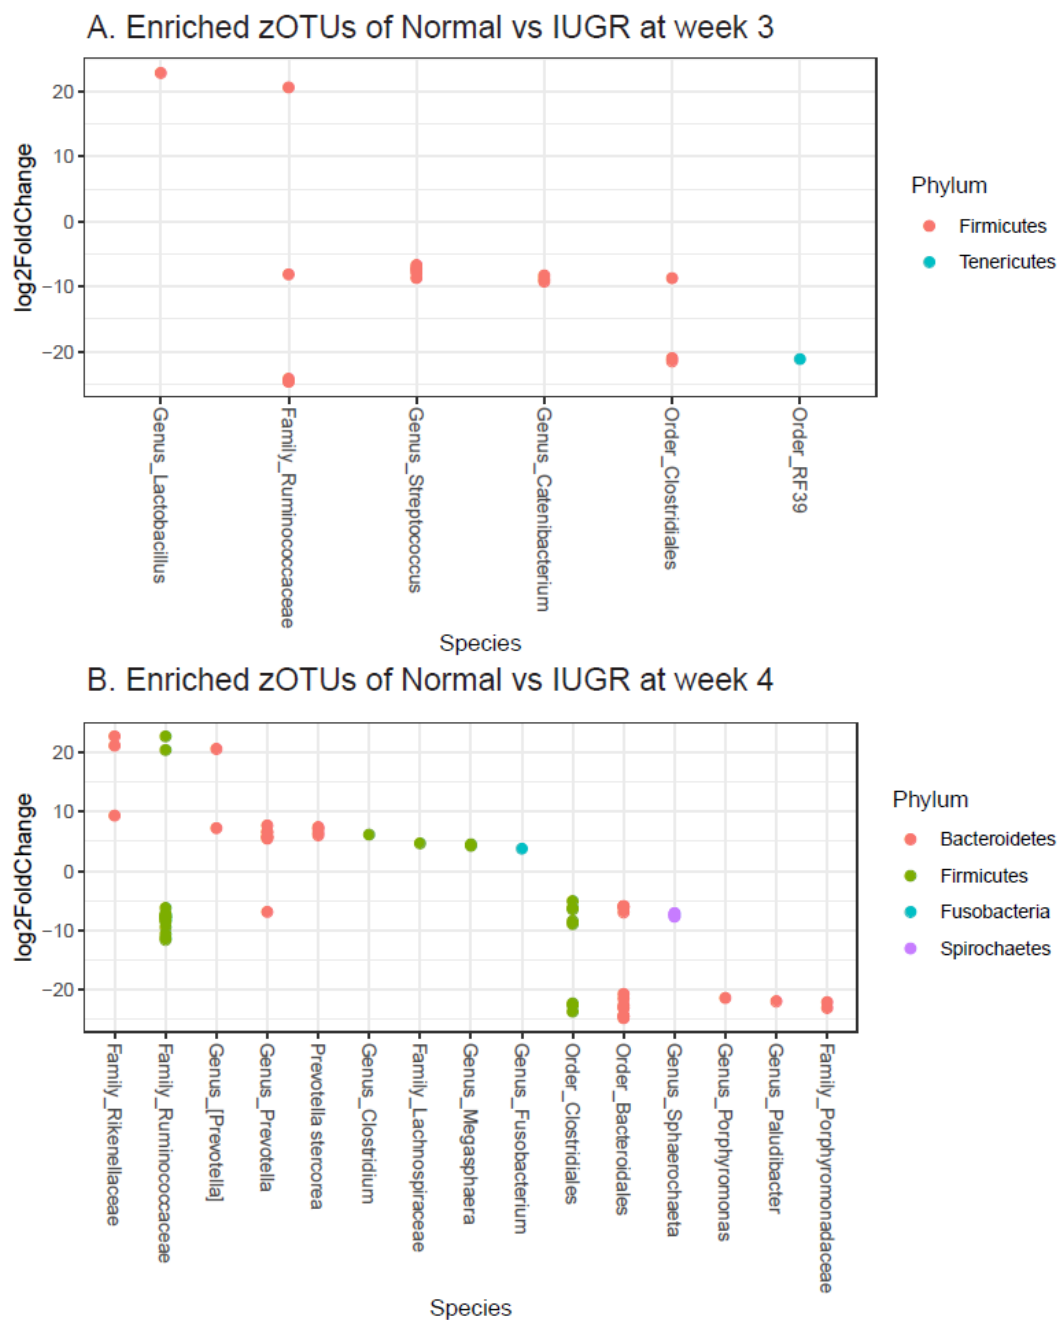 A. Enriched zOTUs of Normal vs IUGR at week 3
log2FoldChange
20
10
0
−10
−20
Genus_Lactobacillus
Family_Ruminococcaceae
Genus_Streptococcus
Genus_Catenibacterium
Order_Clostridiales
Order_RF39
Species
Phylum
Firmicutes
Tenericutes
B. Enriched zOTUs of Normal vs IUGR at week 4
log2FoldChange
20
10
0
−10
−20
Family_Rikenellaceae
Family_Ruminococcaceae
Genus_[Prevotella]
Genus_Prevotella
Prevotella stercorea
Genus_Clostridium
Family_Lachnospiraceae
Genus_Megasphaera
Genus_Fusobacterium
Order_Clostridiales
Order_Bacteroidales
Genus_Sphaerochaeta
Genus_Porphyromonas
Genus_Paludibacter
Family_Porphyromonadaceae
Species
Phylum
Bacteroidetes
Firmicutes
Fusobacteria
Spirochaetes